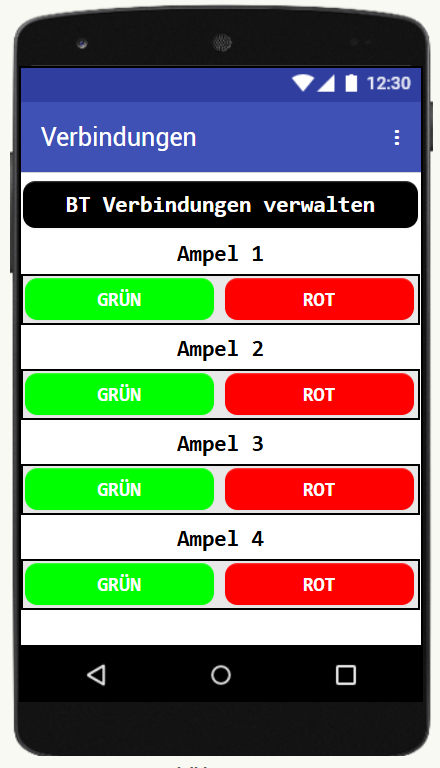 12:30
Verbindungen
BT Verbindungen verwalten
Ampel 1
GRÜN ROT
Ampel 2
GRÜN ROT
Ampel 3
GRÜN ROT
Ampel 4
GRÜN ROT